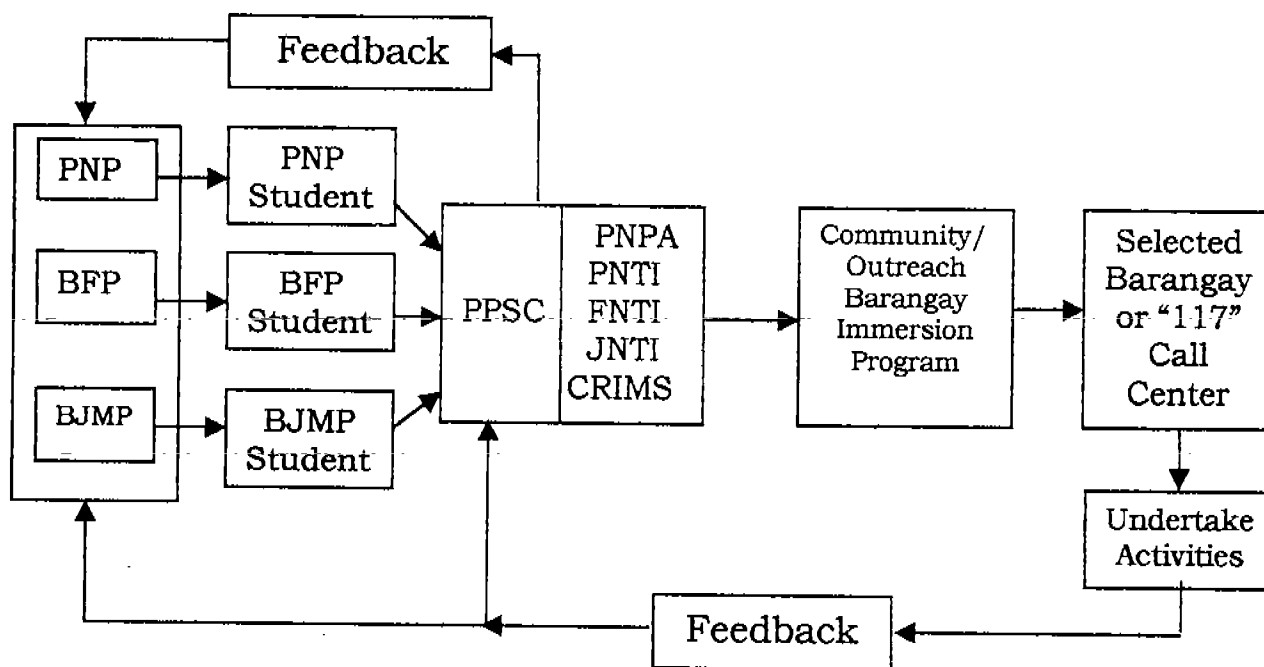 Feedback
PNP
PNP
Student
BFP
BFP
Student
BJMP
BJMP
Student
PPSC
PNPA
PNTI
FNTI
JNTI
CRIMS
Community/
Outreach
Barangay
Immersion
Program
Selected
Barangay
or “117”
Call
Center
Undertake
Activities
Feedback